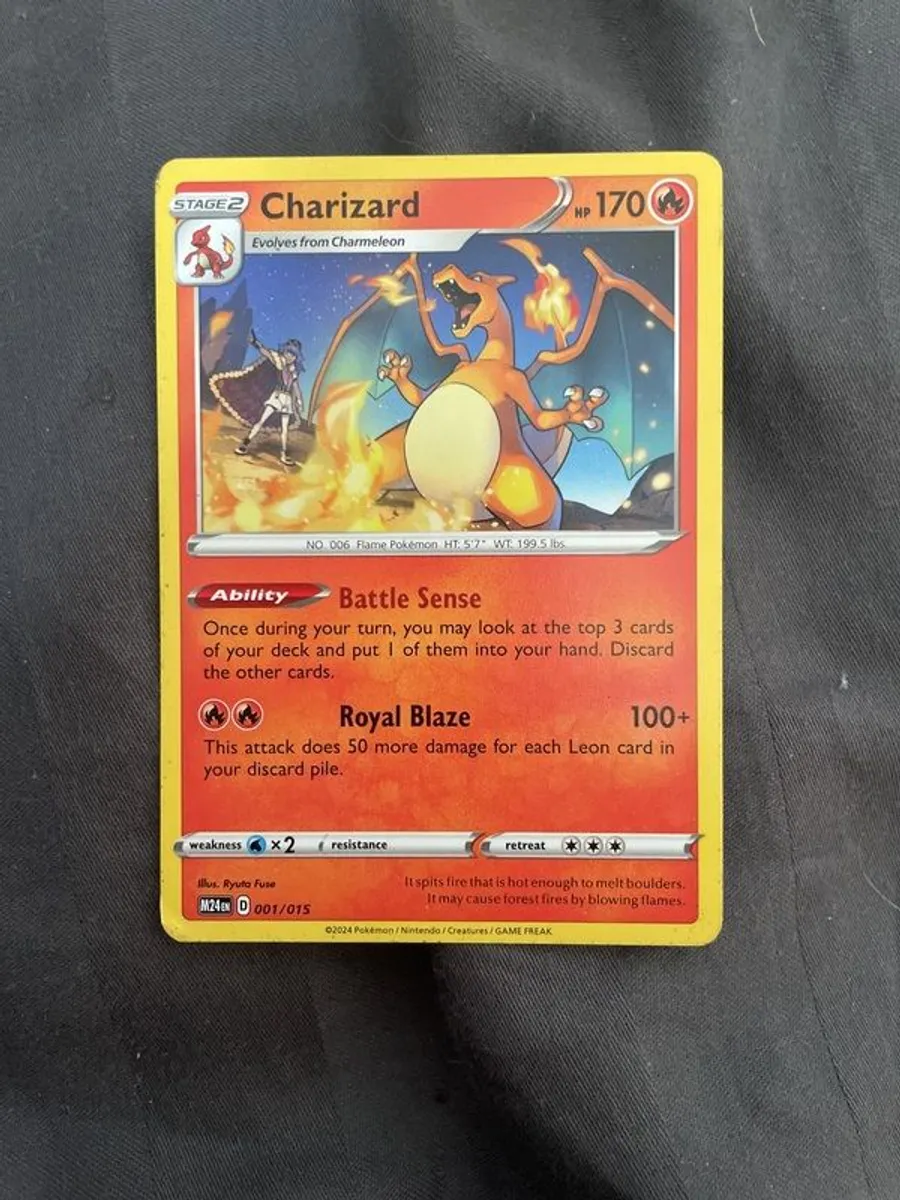 STAGE2 Charizard HP 170
Evolves from Charmeleon
NO. 006 Flame Pokémon HT: 5'7" WT: 199.5 lbs.
Ability Battle Sense
Once during your turn, you may look at the top 3 cards
of your deck and put 1 of them into your hand. Discard
the other cards.
Royal Blaze 100+
This attack does 50 more damage for each Leon card in
your discard pile.
weakness ×2 resistance retreat
Illus. Ryuta Fuse
It spits fire that is hot enough to melt boulders.
It may cause forest fires by blowing flames.
M24 EN D 001/015
©2024 Pokémon / Nintendo / Creatures / GAME FREAK